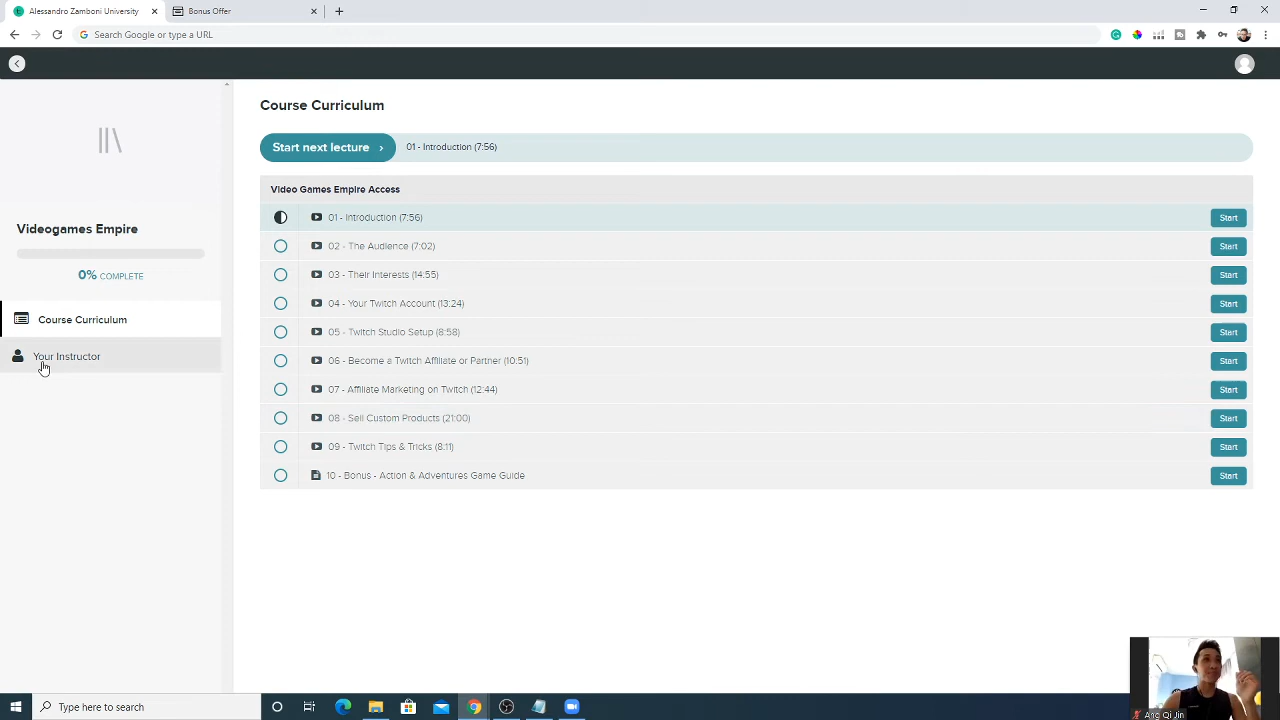 Alessandro Zamboni University
Bonus Offer
Search Google or type a URL
Course Curriculum
Start next lecture
01 - Introduction (7:56)
Video Games Empire Access
01 - Introduction (7:56)
Start
02 - The Audience (7:02)
Start
03 - Their Interests (14:55)
Start
04 - Your Twitch Account (13:24)
Start
05 - Twitch Studio Setup (8:58)
Start
06 - Become a Twitch Affiliate or Partner (10:51)
Start
07 - Affiliate Marketing on Twitch (12:44)
Start
08 - Sell Custom Products (21:00)
Start
09 - Twitch Tips & Tricks (8:11)
Start
10 - Bonus - Action & Adventures Game Guide
Start
Videogames Empire
0% COMPLETE
Course Curriculum
Your Instructor
Ang Qi Jin
Type here to search